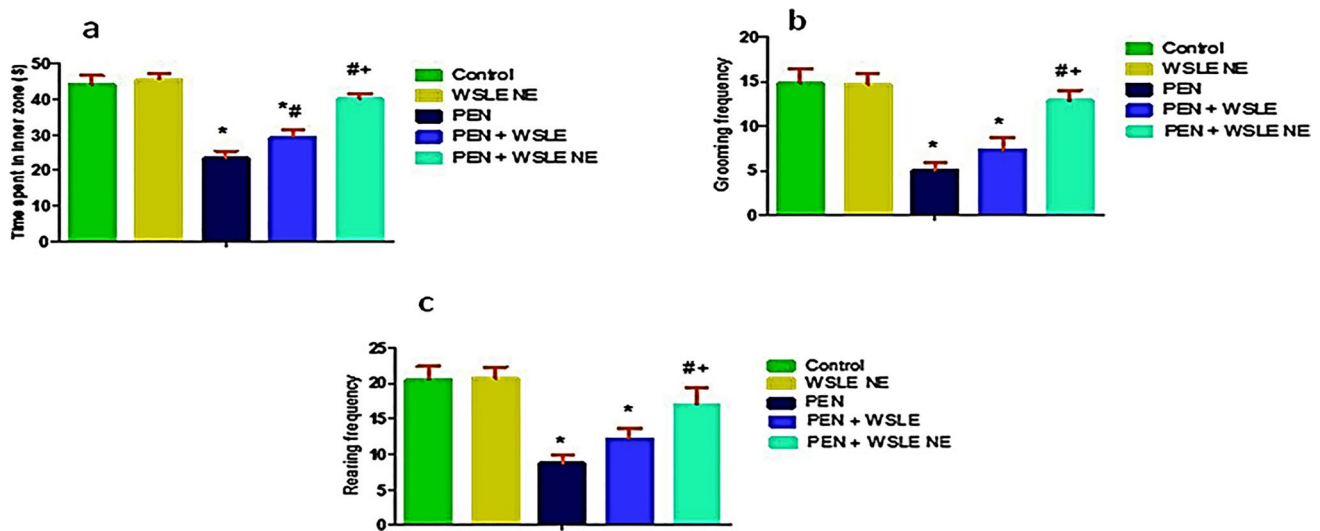 a
Time spent in inner zone (S)
50
40
30
20
10
0
*
*#
#+
Control
WSLE NE
PEN
PEN + WSLE
PEN + WSLE NE
b
Grooming frequency
20
15
10
5
0
*
*
#+
Control
WSLE NE
PEN
PEN + WSLE
PEN + WSLE NE
c
Rearing frequency
25
20
15
10
5
0
*
*
#+
Control
WSLE NE
PEN
PEN + WSLE
PEN + WSLE NE